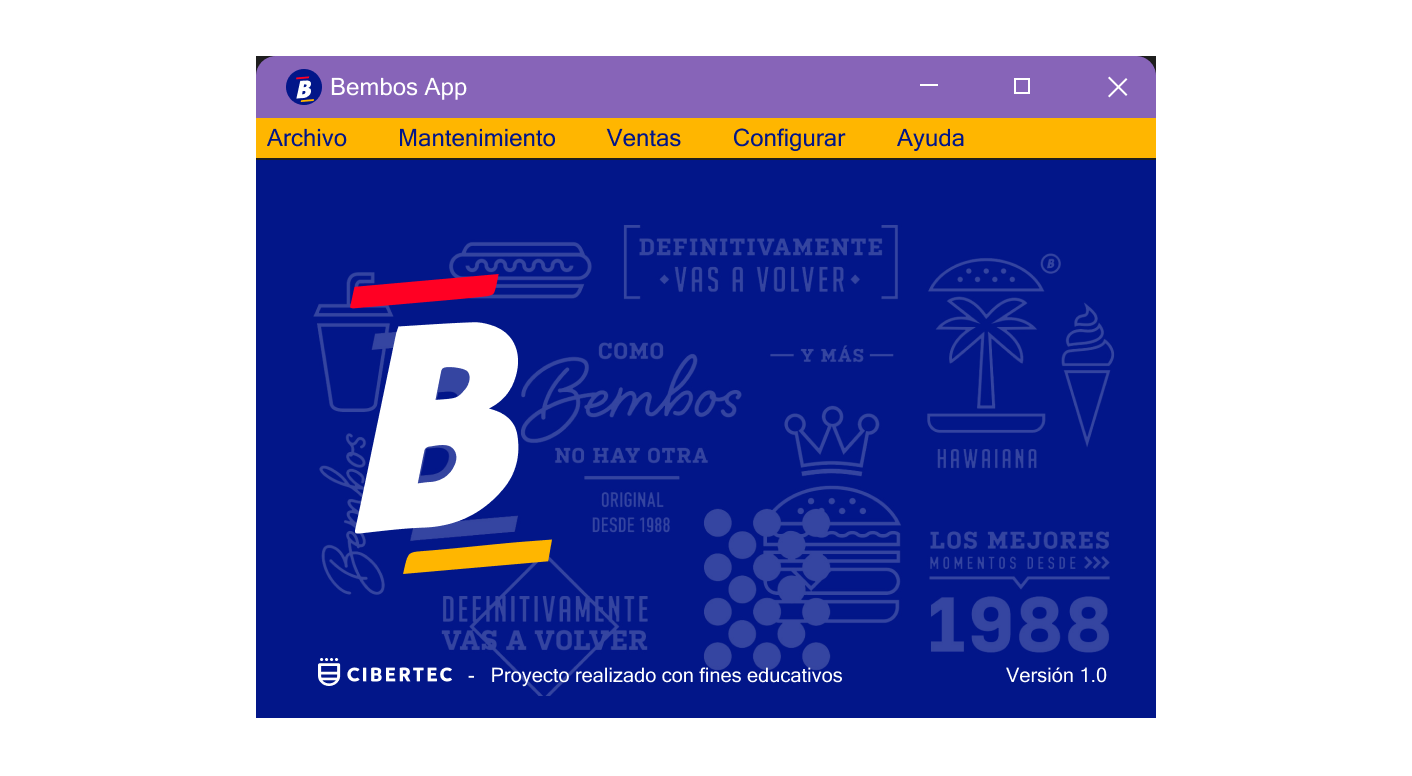 B Bembos App
Archivo Mantenimiento Ventas Configurar Ayuda
DEFINITIVAMENTE
VAS A VOLVER
B
B
COMO
Bembos
Y MÁS
NO HAY OTRA
HAWAIANA
Bembos
ORIGINAL
DESDE 1988
LOS MEJORES
MOMENTOS DESDE
1988
DEFINITIVAMENTE
VAS A VOLVER
CIBERTEC - Proyecto realizado con fines educativos
Versión 1.0